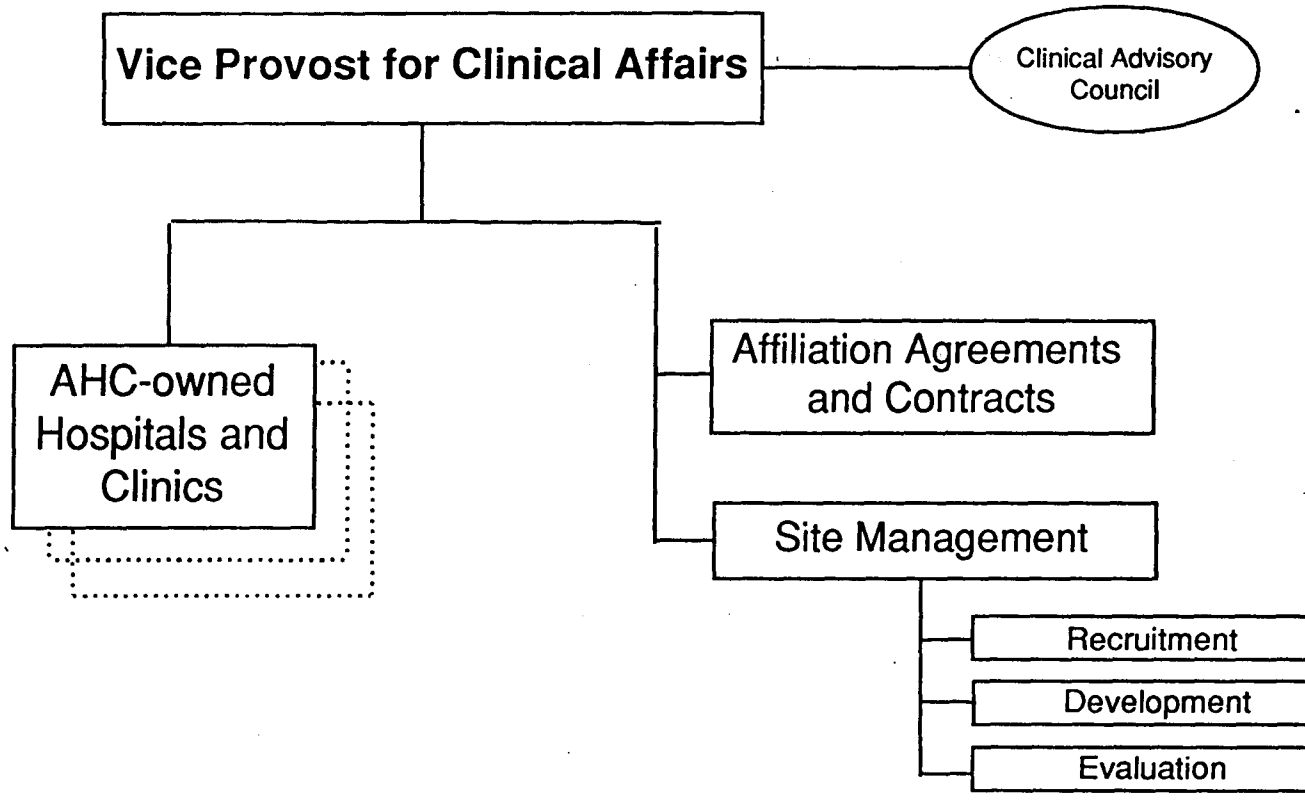 Vice Provost for Clinical Affairs
Clinical Advisory
Council
AHC-owned
Hospitals and
Clinics
Affiliation Agreements
and Contracts
Site Management
Recruitment
Development
Evaluation